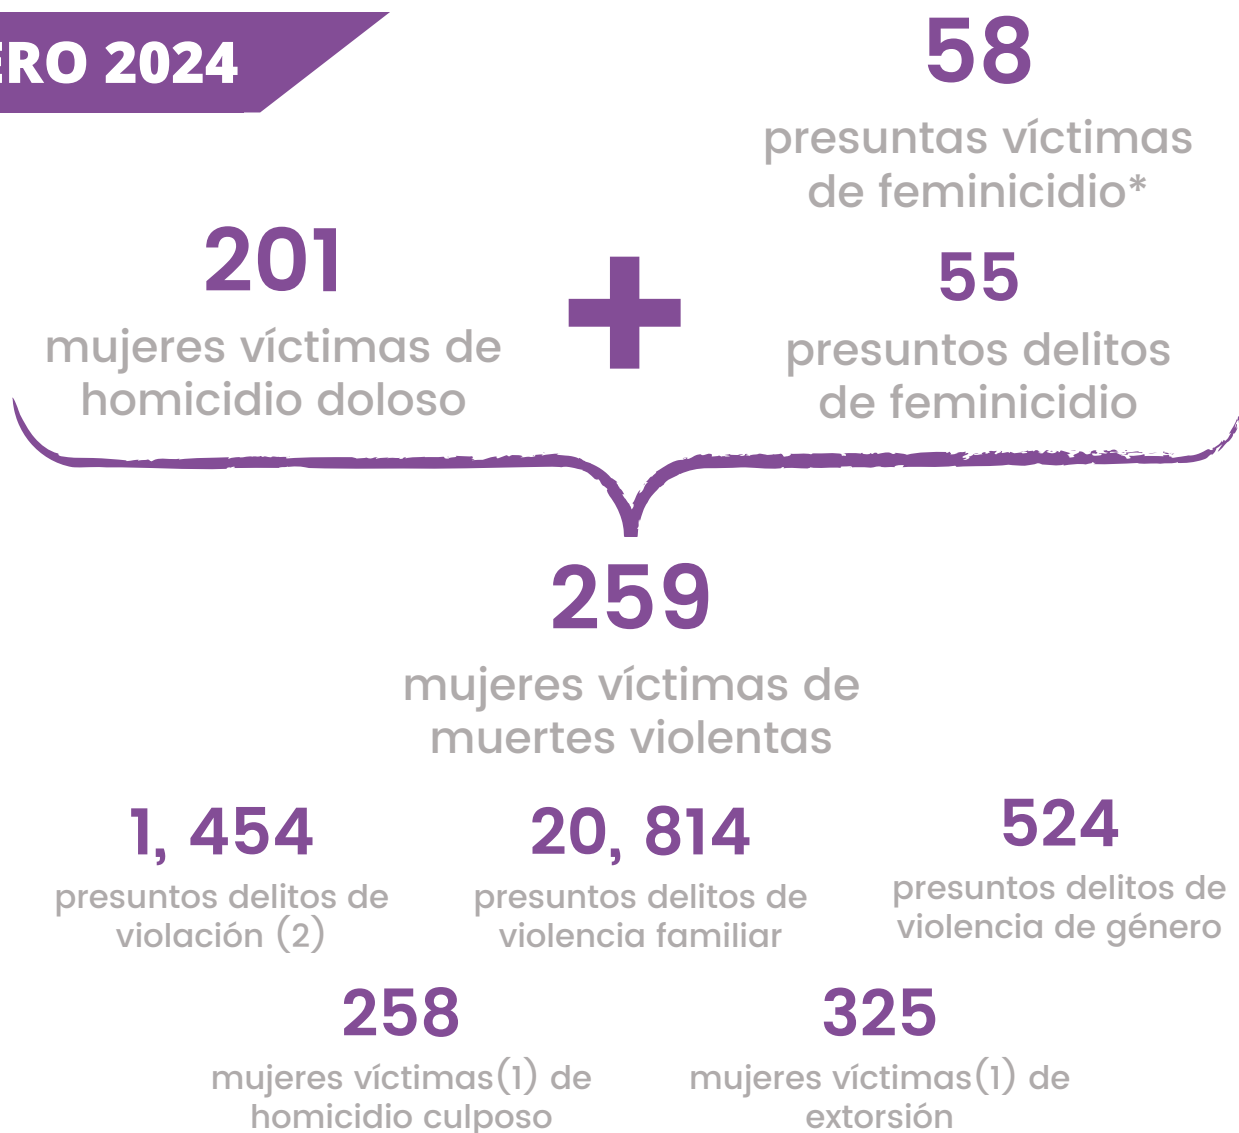 ERO 2024
58
presuntas víctimas
de feminicidio*
201
mujeres víctimas de
homicidio doloso
+
55
presuntos delitos
de feminicidio
259
mujeres víctimas de
muertes violentas
1, 454
presuntos delitos de
violación (2)
20, 814
presuntos delitos de
violencia familiar
524
presuntos delitos de
violencia de género
258
mujeres víctimas(1) de
homicidio culposo
325
mujeres víctimas(1) de
extorsión